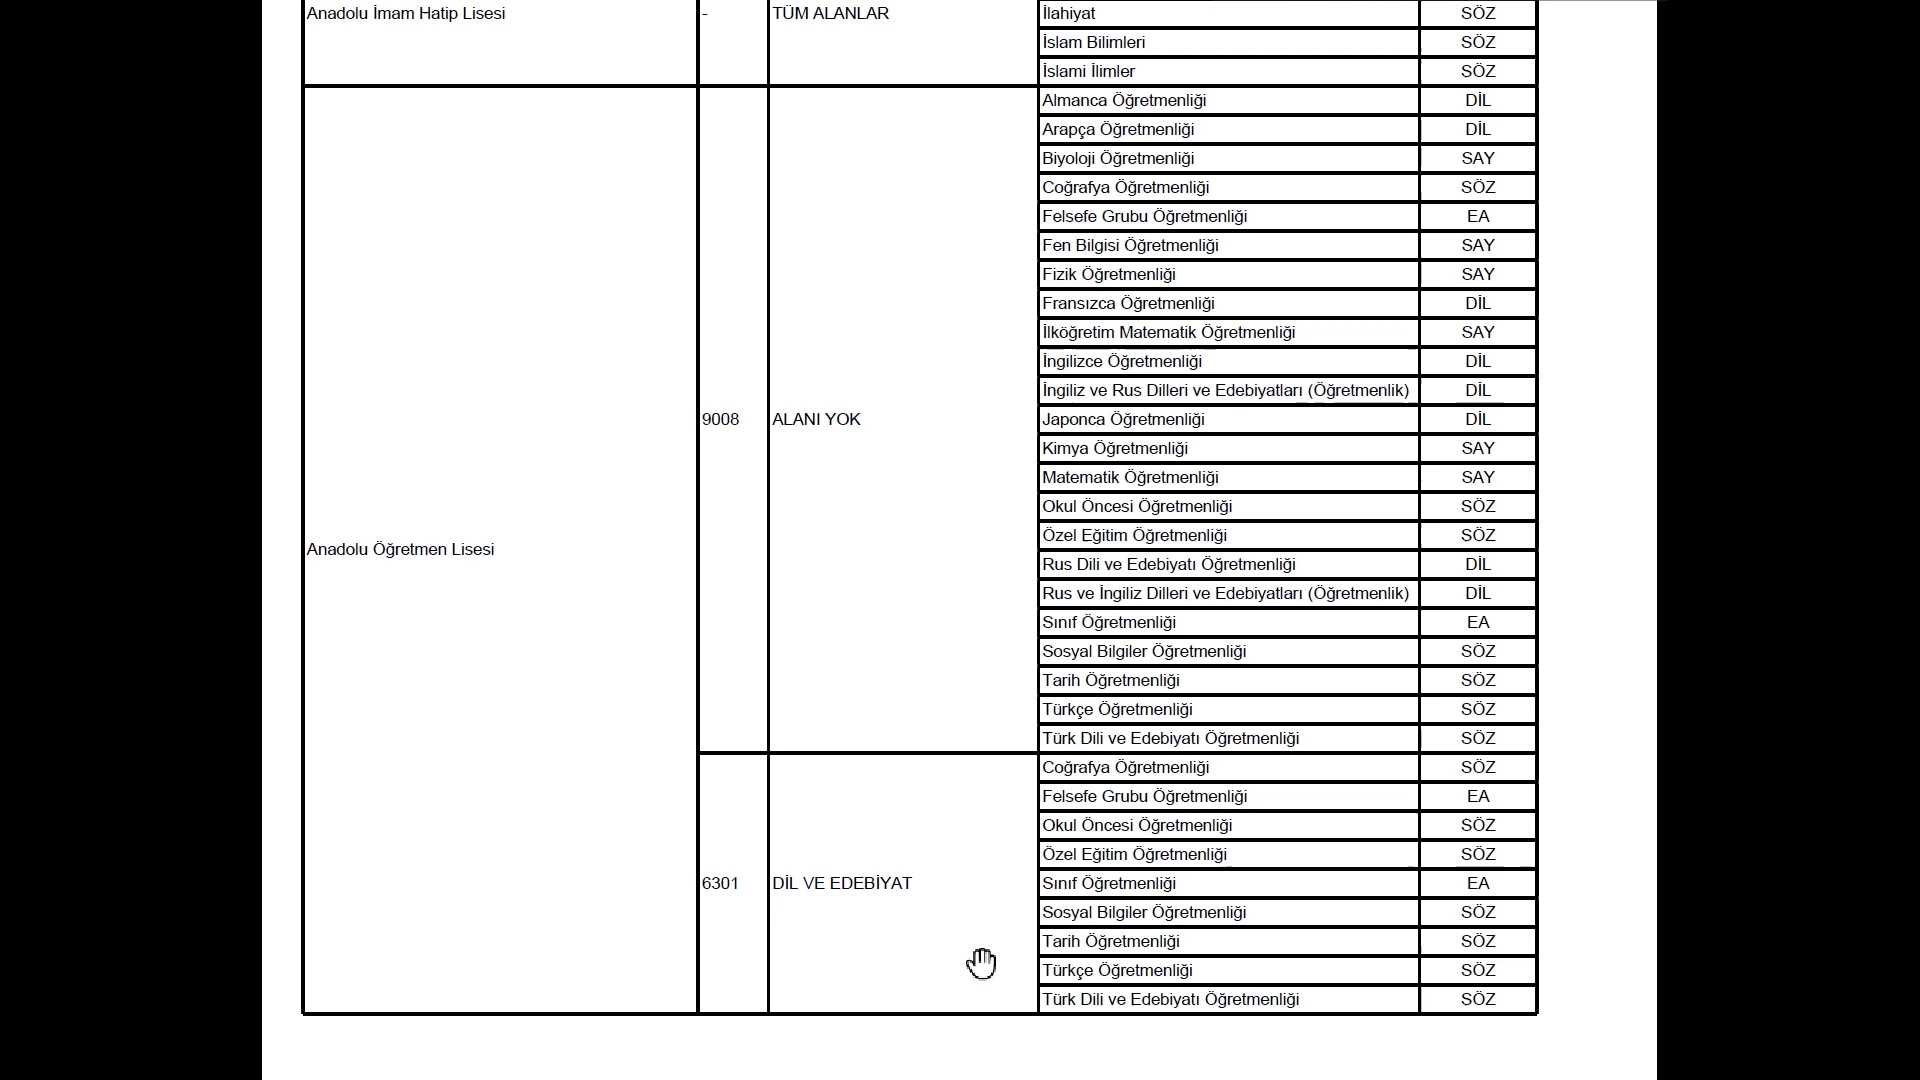 Anadolu İmam Hatip Lisesi - TÜM ALANLAR İlahiyat SÖZ
İslam Bilimleri SÖZ
İslami İlimler SÖZ
Almanca Öğretmenliği DİL
Arapça Öğretmenliği DİL
Biyoloji Öğretmenliği SAY
Coğrafya Öğretmenliği SÖZ
Felsefe Grubu Öğretmenliği EA
Fen Bilgisi Öğretmenliği SAY
Fizik Öğretmenliği SAY
Fransızca Öğretmenliği DİL
İlköğretim Matematik Öğretmenliği SAY
İngilizce Öğretmenliği DİL
İngiliz ve Rus Dilleri ve Edebiyatları (Öğretmenlik) DİL
9008 ALANI YOK Japonca Öğretmenliği DİL
Kimya Öğretmenliği SAY
Matematik Öğretmenliği SAY
Okul Öncesi Öğretmenliği SÖZ
Özel Eğitim Öğretmenliği SÖZ
Anadolu Öğretmen Lisesi
Rus Dili ve Edebiyatı Öğretmenliği DİL
Rus ve İngiliz Dilleri ve Edebiyatları (Öğretmenlik) DİL
Sınıf Öğretmenliği EA
Sosyal Bilgiler Öğretmenliği SÖZ
Tarih Öğretmenliği SÖZ
Türkçe Öğretmenliği SÖZ
Türk Dili ve Edebiyatı Öğretmenliği SÖZ
Coğrafya Öğretmenliği SÖZ
Felsefe Grubu Öğretmenliği EA
Okul Öncesi Öğretmenliği SÖZ
Özel Eğitim Öğretmenliği SÖZ
6301 DİL VE EDEBİYAT Sınıf Öğretmenliği EA
Sosyal Bilgiler Öğretmenliği SÖZ
Tarih Öğretmenliği SÖZ
Türkçe Öğretmenliği SÖZ
Türk Dili ve Edebiyatı Öğretmenliği SÖZ